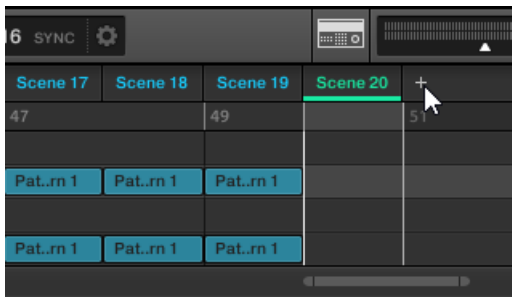 16 SYNC
Scene 17 Scene 18 Scene 19 Scene 20 +
47 49 51
Pat..rn 1 Pat..rn 1 Pat..rn 1
Pat..rn 1 Pat..rn 1 Pat..rn 1